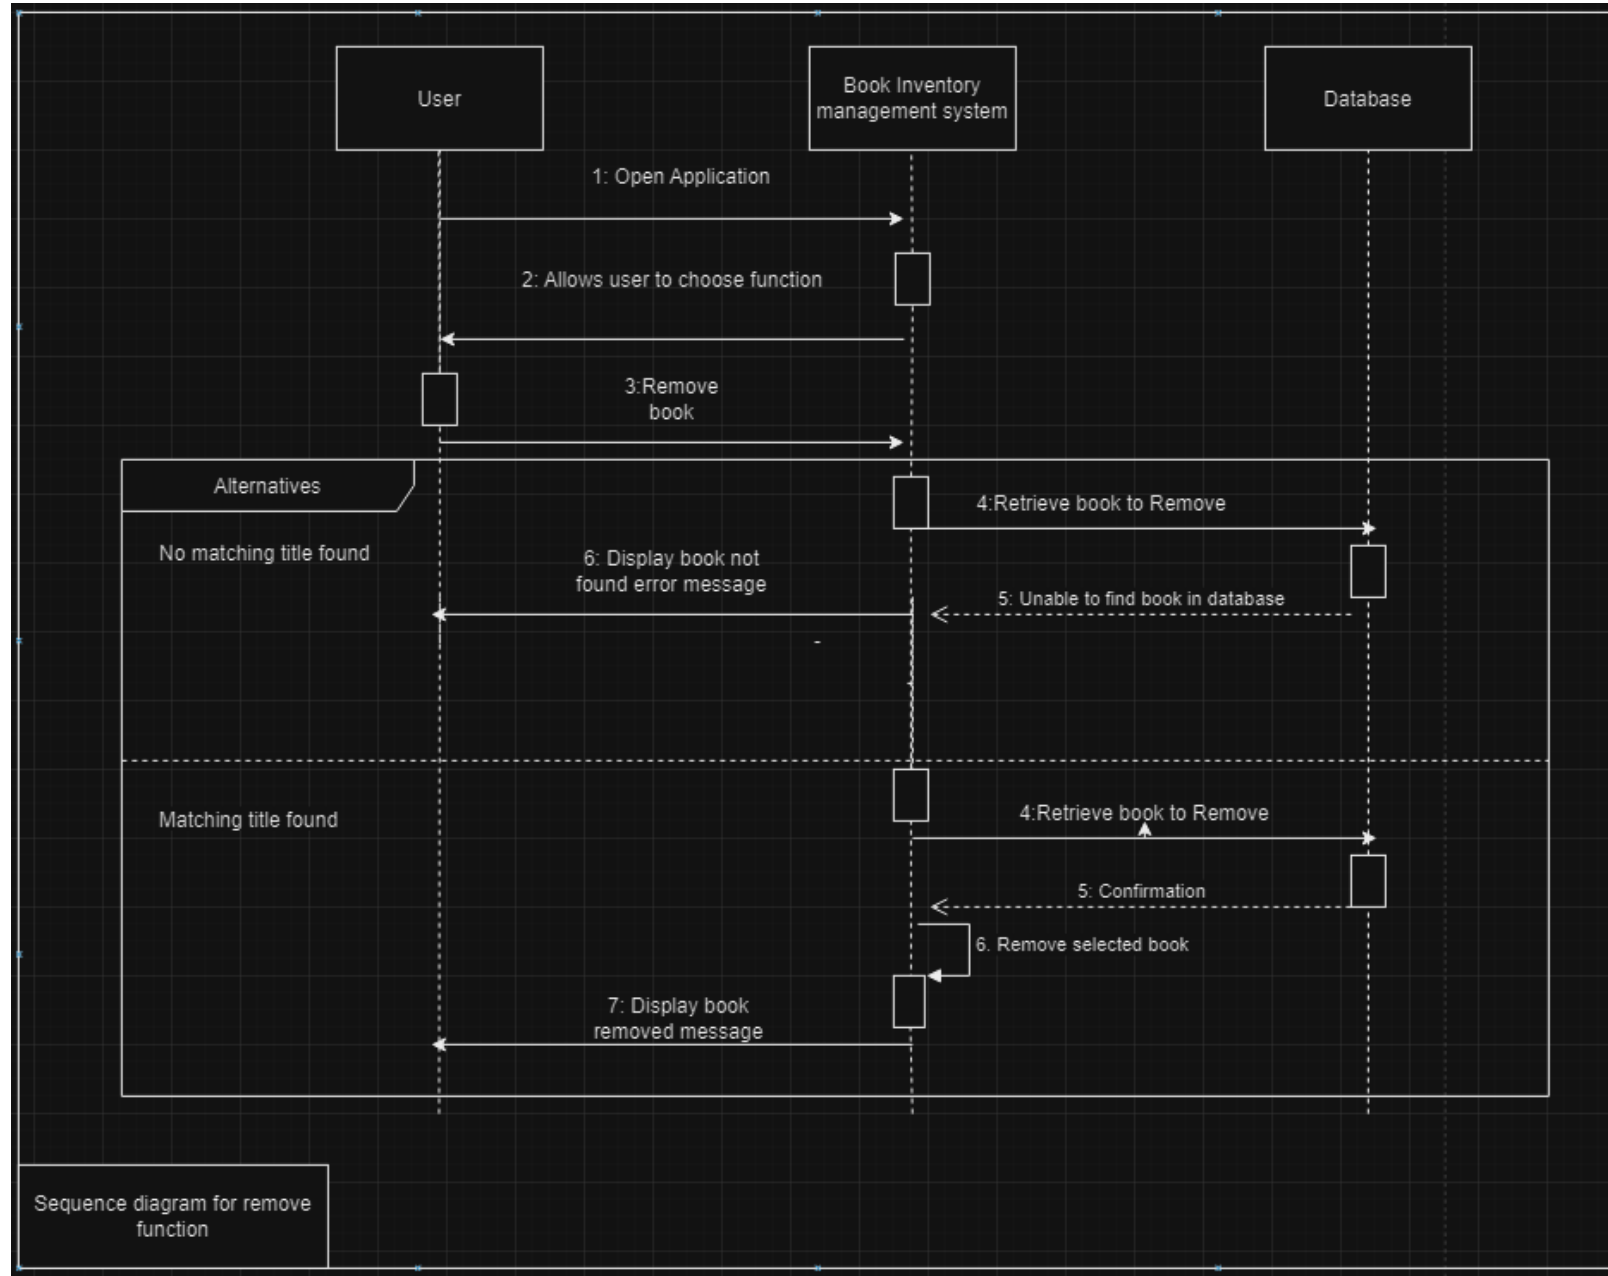 User
Book Inventory
management system
Database
1: Open Application
2: Allows user to choose function
3:Remove
book
Alternatives
4:Retrieve book to Remove
No matching title found
6: Display book not
found error message
5: Unable to find book in database
-
Matching title found
4:Retrieve book to Remove
5: Confirmation
6. Remove selected book
7: Display book
removed message
Sequence diagram for remove
function